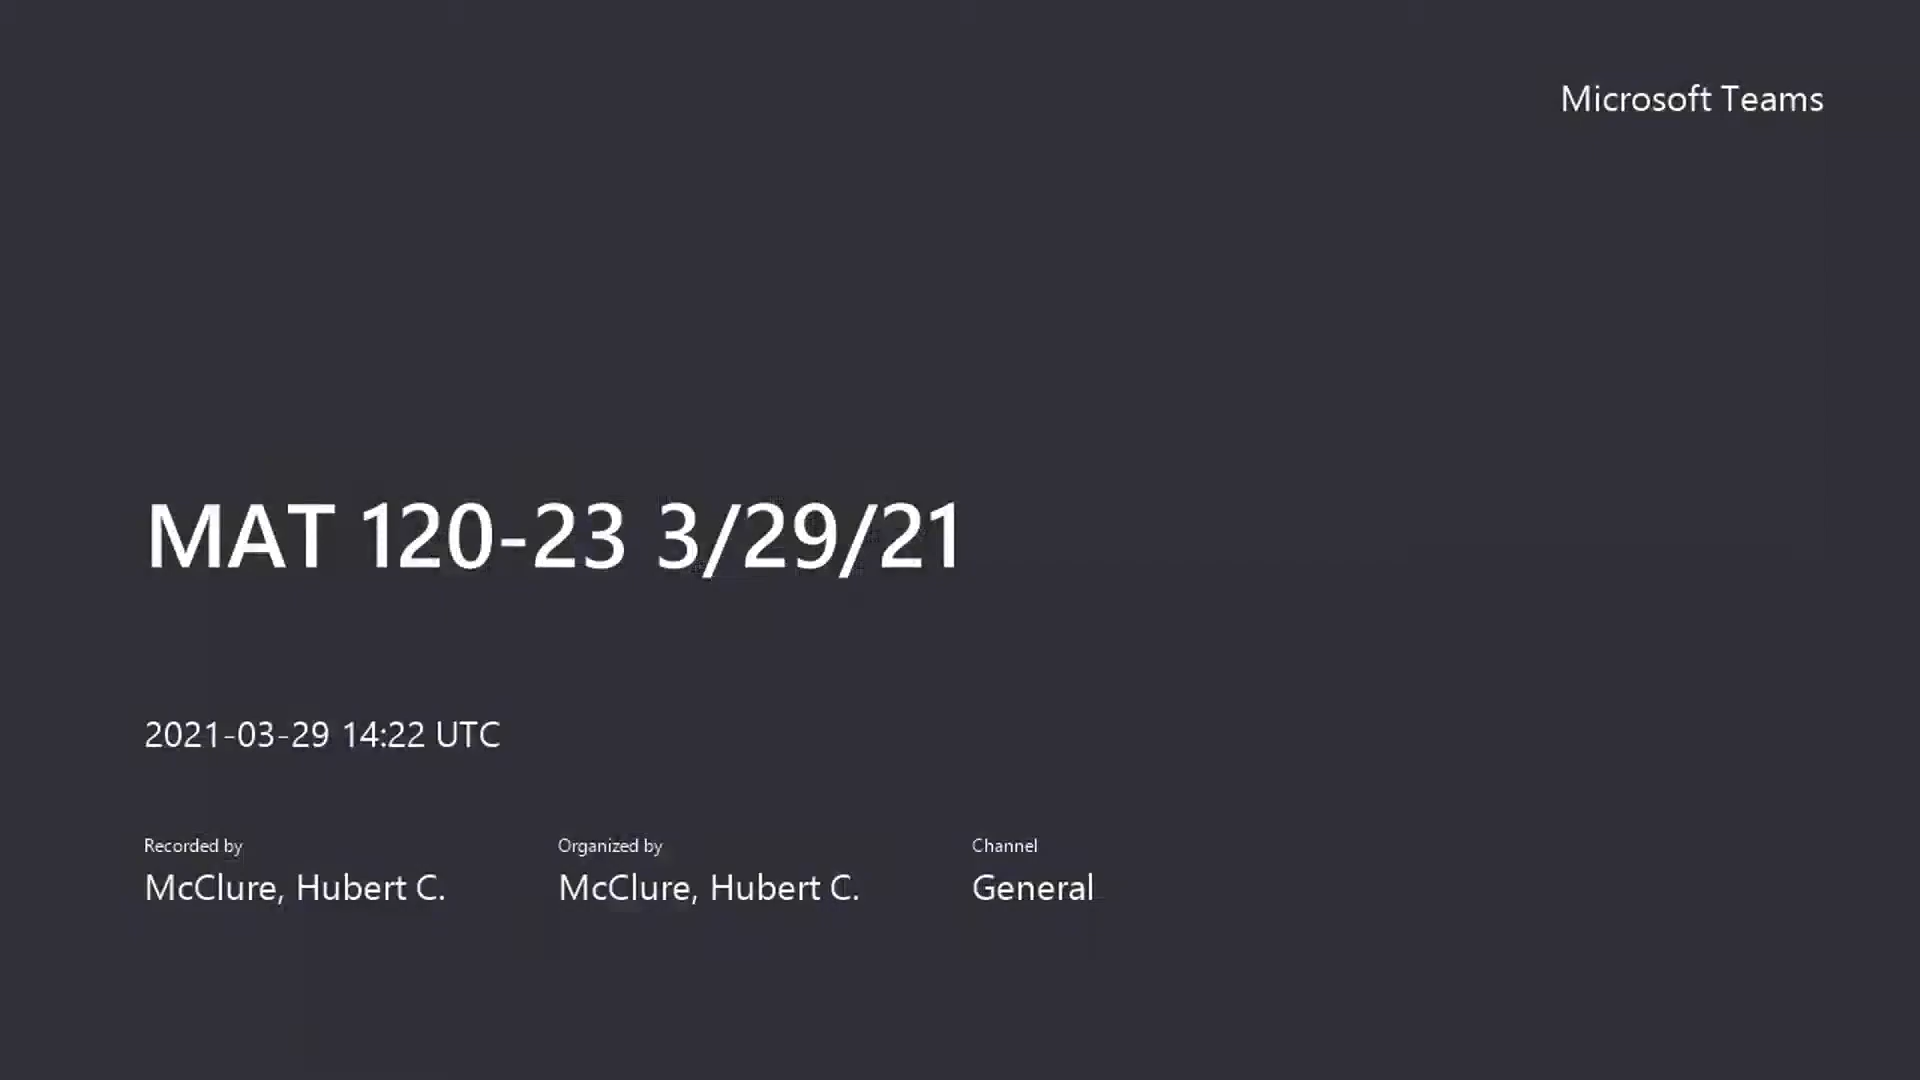 Microsoft Teams
MAT 120-23 3/29/21
2021-03-29 14:22 UTC
Recorded by
McClure, Hubert C.
Organized by
McClure, Hubert C.
Channel
General